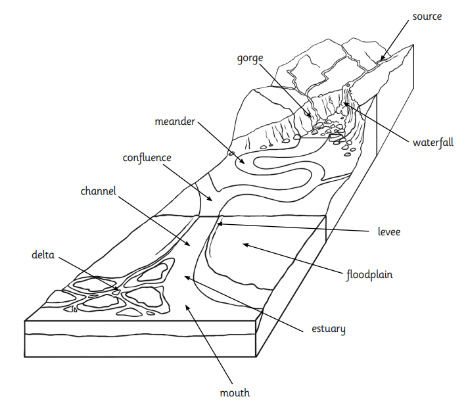 source
gorge
meander
waterfall
confluence
channel
levee
delta
floodplain
estuary
mouth